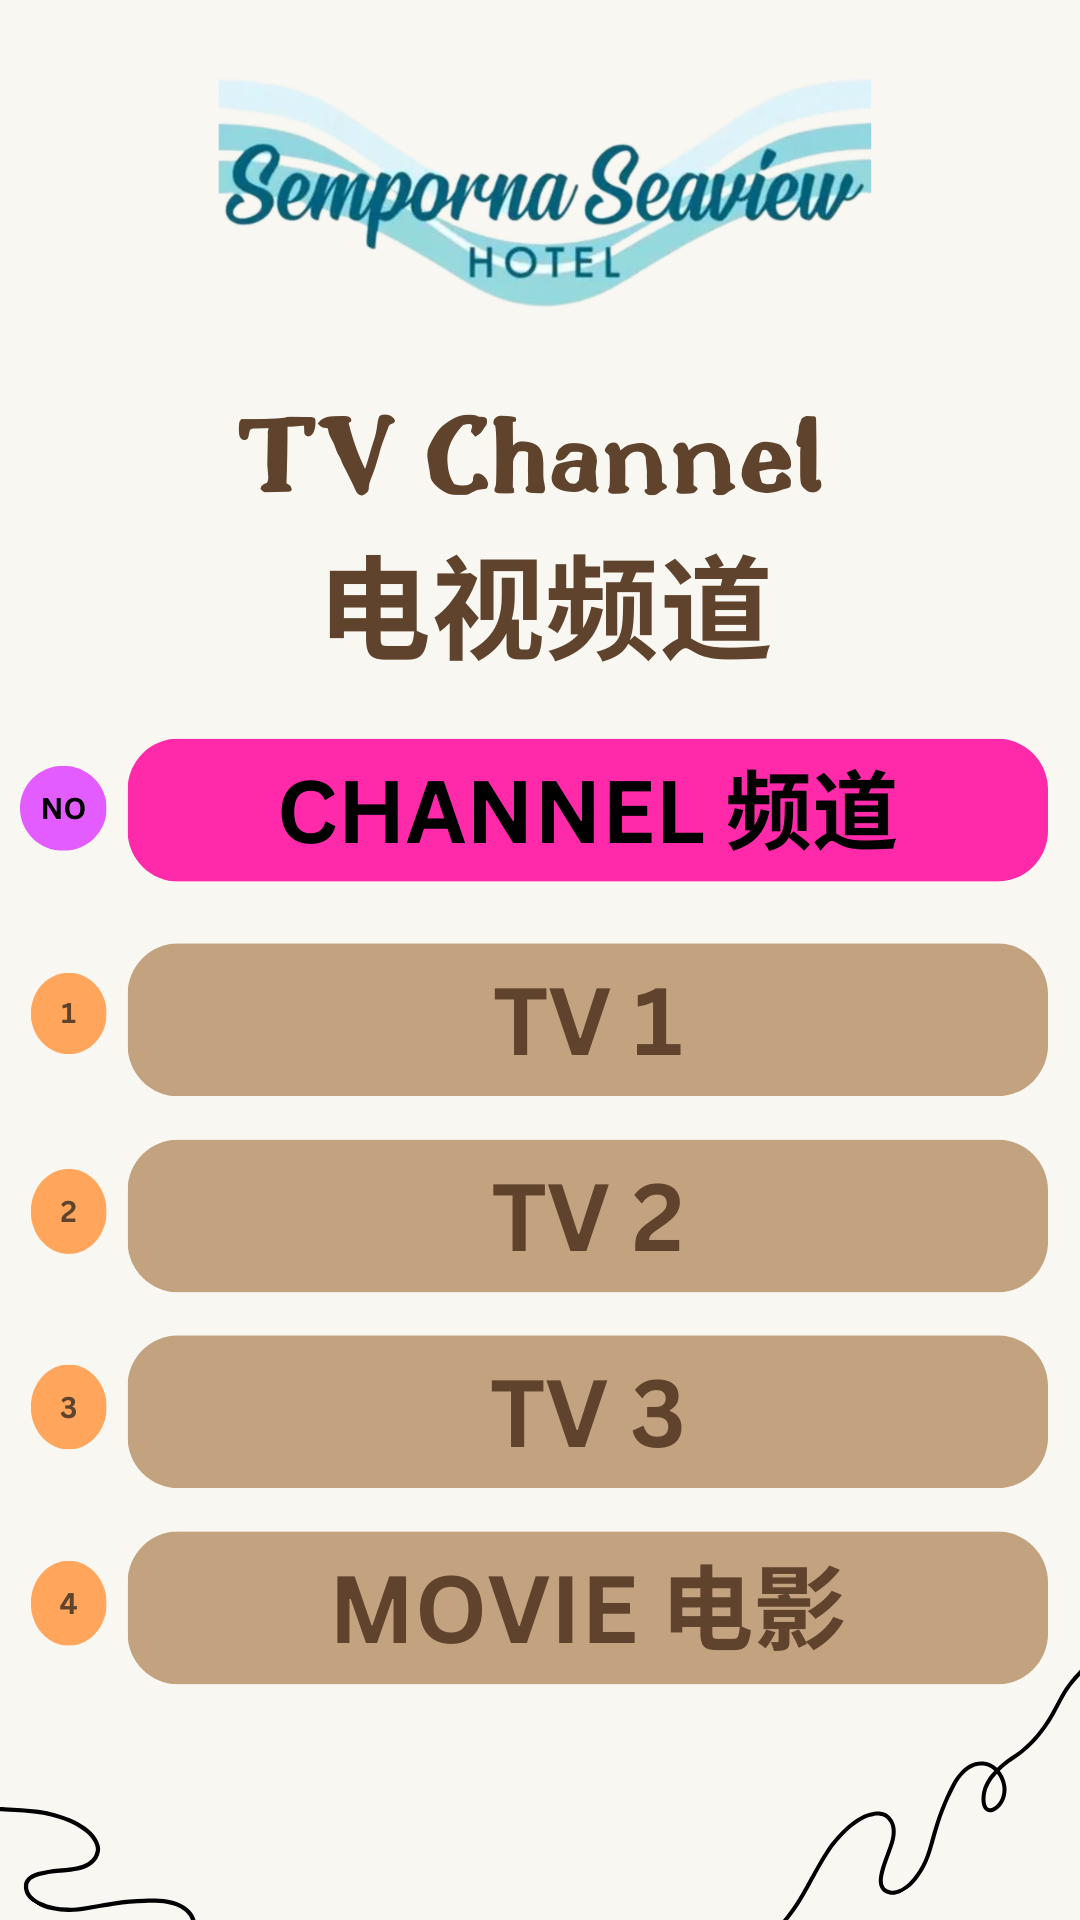 Semporna Seaview
HOTEL
TV Channel
电视频道
NO
CHANNEL 频道
1
TV 1
2
TV 2
3
TV 3
4
MOVIE 电影